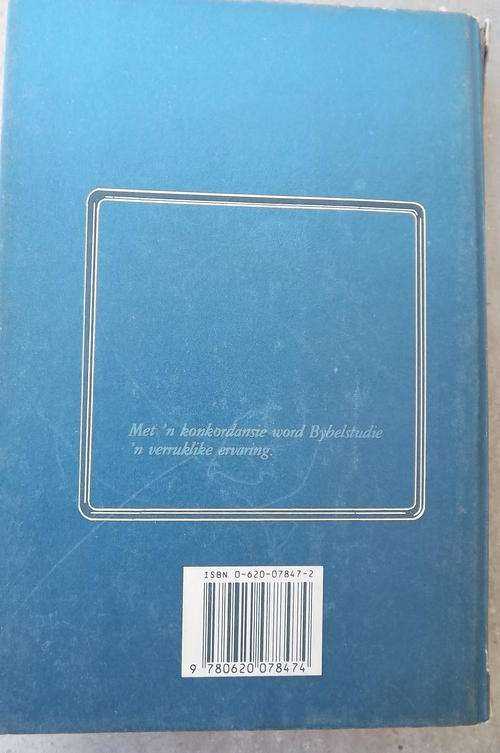 Met 'n konkordansie word Bybelstudie
'n verruklike ervaring.
ISBN 0-620-07847-2
9 780620 078474